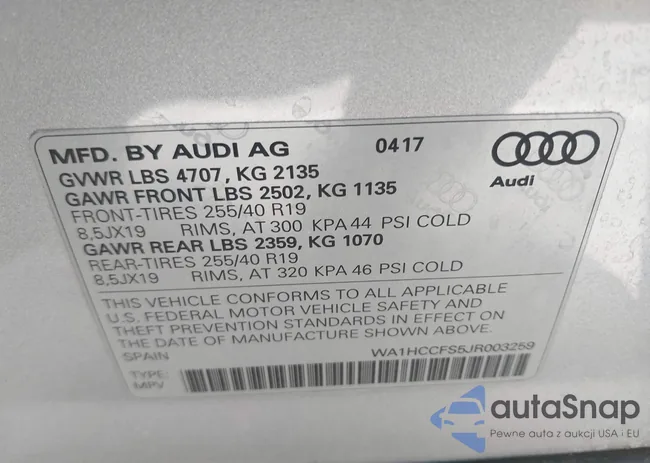 MFD. BY AUDI AG 0417
GVWR LBS 4707, KG 2135
GAWR FRONT LBS 2502, KG 1135
FRONT-TIRES 255/40 R19
8,5JX19 RIMS, AT 300 KPA 44 PSI COLD
GAWR REAR LBS 2359, KG 1070
REAR-TIRES 255/40 R19
8,5JX19 RIMS, AT 320 KPA 46 PSI COLD
Audi
THIS VEHICLE CONFORMS TO ALL APPLICABLE
U.S. FEDERAL MOTOR VEHICLE SAFETY AND
THEFT PREVENTION STANDARDS IN EFFECT ON
THE DATE OF MANUFACTURE SHOWN ABOVE.
SPAIN WA1HCCFS5JR003259
TYPE:
MPV
autoSnap
Pewne auta z aukcji USA i EU